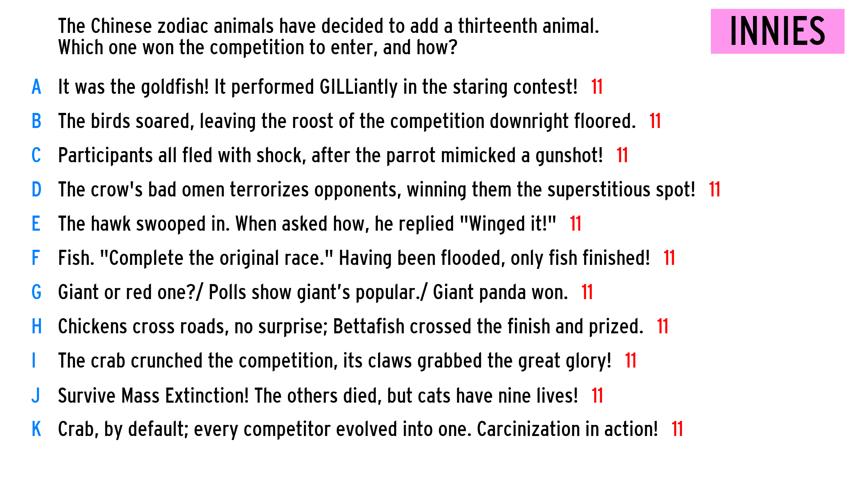 The Chinese zodiac animals have decided to add a thirteenth animal.
Which one won the competition to enter, and how?
INNIES
A It was the goldfish! It performed GILLiantly in the staring contest! 11
B The birds soared, leaving the roost of the competition downright floored. 11
C Participants all fled with shock, after the parrot mimicked a gunshot! 11
D The crow's bad omen terrorizes opponents, winning them the superstitious spot! 11
E The hawk swooped in. When asked how, he replied "Winged it!" 11
F Fish. "Complete the original race." Having been flooded, only fish finished! 11
G Giant or red one?/ Polls show giant's popular./ Giant panda won. 11
H Chickens cross roads, no surprise; Bettafish crossed the finish and prized. 11
I The crab crunched the competition, its claws grabbed the great glory! 11
J Survive Mass Extinction! The others died, but cats have nine lives! 11
K Crab, by default; every competitor evolved into one. Carcinization in action! 11